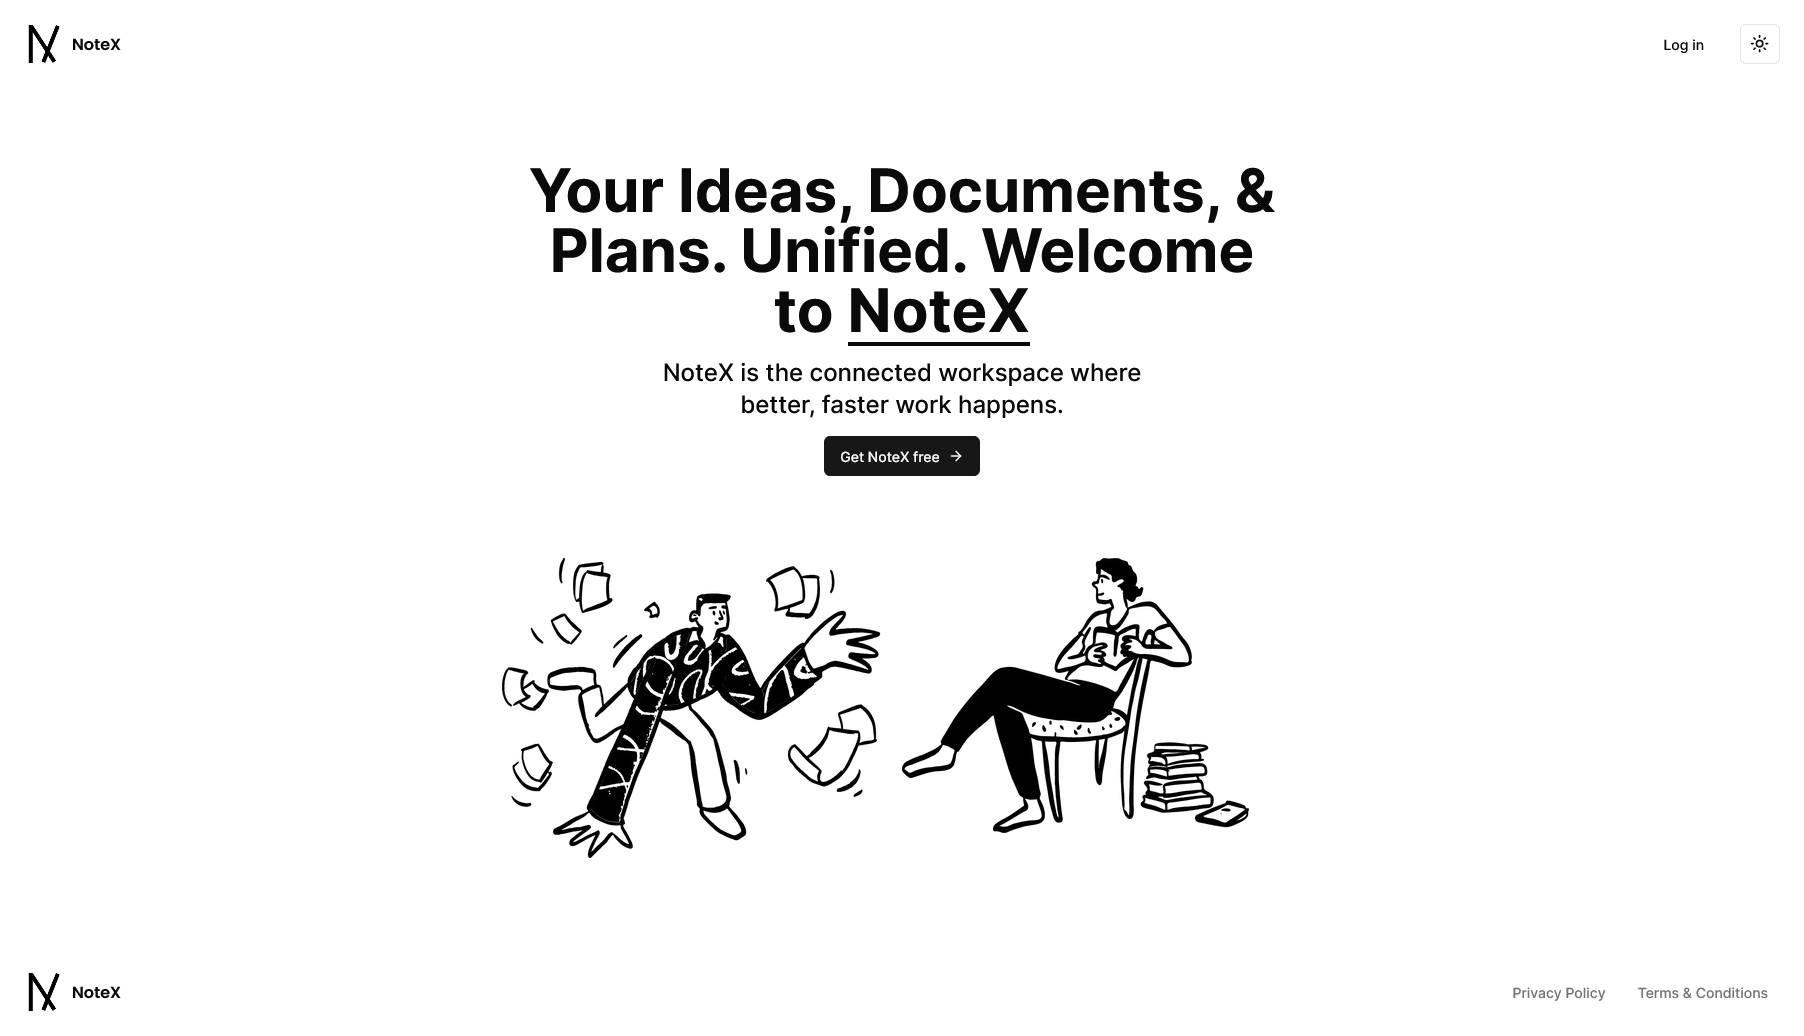 NoteX
Log in
Your Ideas, Documents, &
Plans. Unified. Welcome
to NoteX
NoteX is the connected workspace where
better, faster work happens.
Get NoteX free
NoteX
Privacy Policy
Terms & Conditions